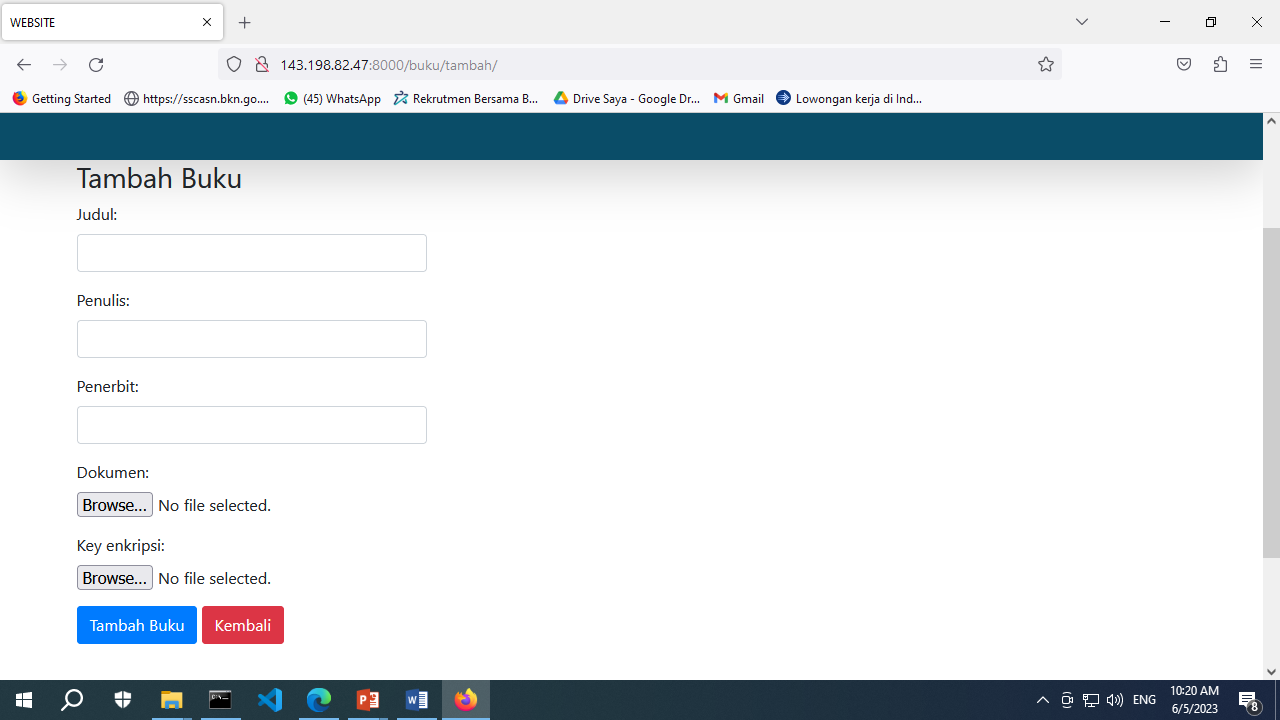 WEBSITE
143.198.82.47:8000/buku/tambah/
Getting Started https://sscasn.bkn.go.... (45) WhatsApp Rekrutmen Bersama B... Drive Saya - Google Dr... Gmail Lowongan kerja di Ind...
Tambah Buku
Judul:
Penulis:
Penerbit:
Dokumen:
Browse... No file selected.
Key enkripsi:
Browse... No file selected.
Tambah Buku Kembali
ENG
10:20 AM
6/5/2023
8